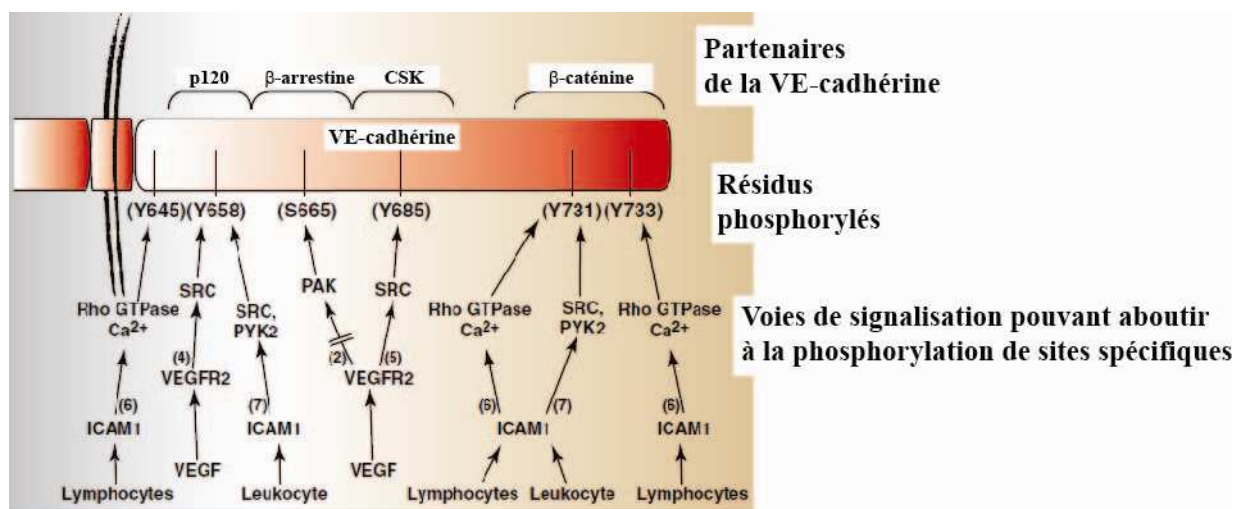 Partenaires
de la VE-cadhérine
p120 β-arrestine CSK β-caténine
VE-cadhérine
Résidus
phosphorylés
(Y645)(Y658) (S665) (Y685) (Y731) (Y733)
Voies de signalisation pouvant aboutir
à la phosphorylation de sites spécifiques
Rho GTPase
Ca2+
SRC
SRC,
PYK2
PAK
SRC
Rho GTPase
Ca2+
SRC,
PYK2
Rho GTPase
Ca2+
(4) (2) (5)
VEGFR2 VEGFR2
(6) (7) (6) (7) (6)
ICAM1 ICAM1 ICAM1 ICAM1
VEGF VEGF
Lymphocytes Leukocyte Lymphocytes Leukocyte Lymphocytes